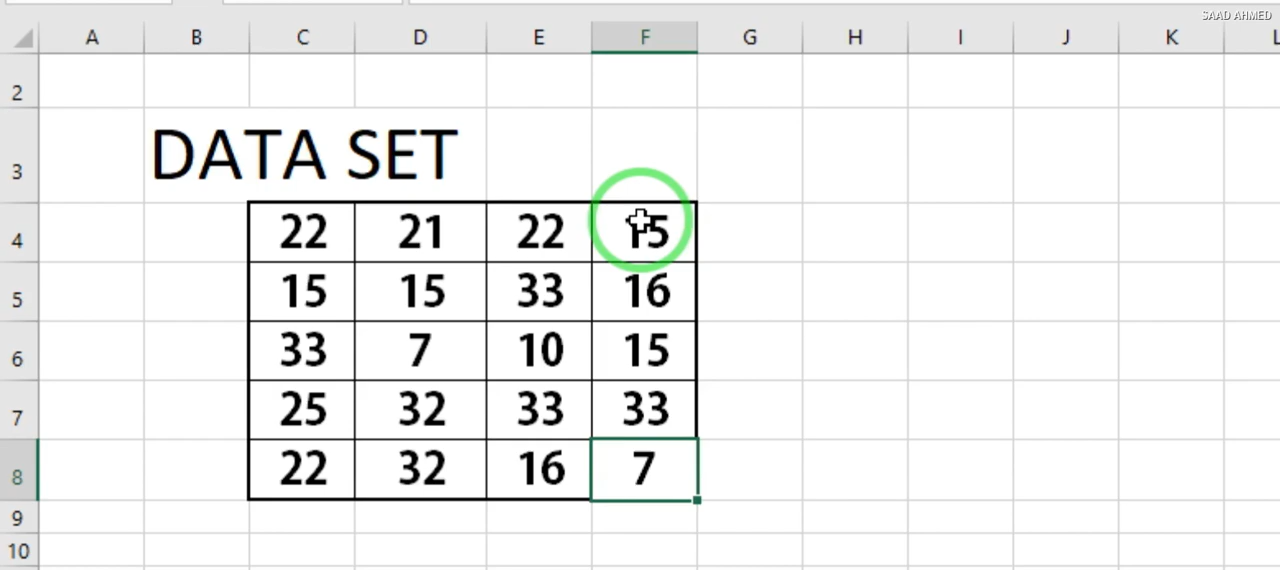 SAAD AHMED
A B C D E F G H I J K L
2
3 DATA SET
4 22 21 22 15
5 15 15 33 16
6 33 7 10 15
7 25 32 33 33
8 22 32 16 7
9
10